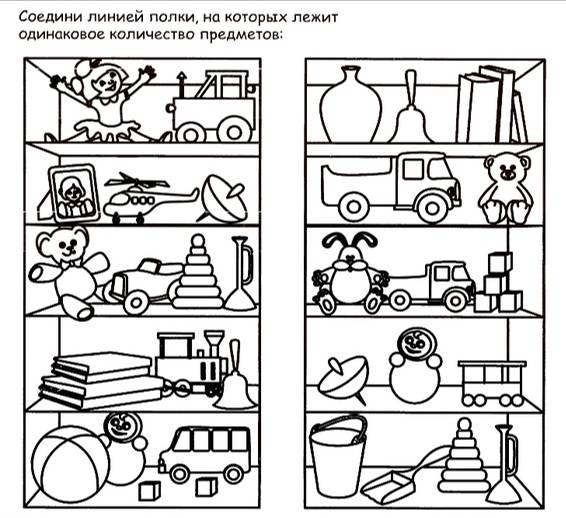 Соедини линией полки, на которых лежит
одинаковое количество предметов: